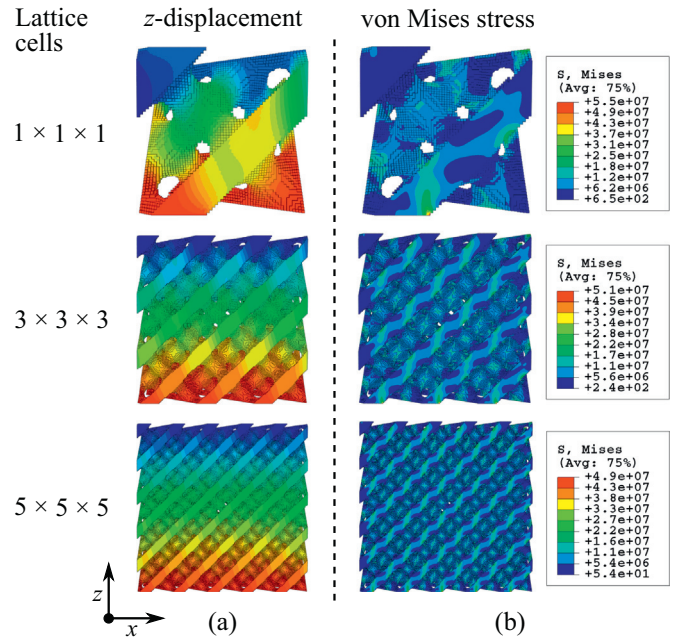 Lattice cells
z-displacement
von Mises stress
1 × 1 × 1
S, Mises
(Avg: 75%)
+5.5e+07
+4.9e+07
+4.3e+07
+3.7e+07
+3.1e+07
+2.5e+07
+1.8e+07
+1.2e+07
+6.2e+06
+6.5e+02
3 × 3 × 3
S, Mises
(Avg: 75%)
+5.1e+07
+4.5e+07
+3.9e+07
+3.4e+07
+2.8e+07
+2.2e+07
+1.7e+07
+1.1e+07
+5.6e+06
+2.4e+02
5 × 5 × 5
S, Mises
(Avg: 75%)
+4.9e+07
+4.3e+07
+3.8e+07
+3.3e+07
+2.7e+07
+2.2e+07
+1.6e+07
+1.1e+07
+5.4e+06
+5.4e+01
z
x
(a)
(b)